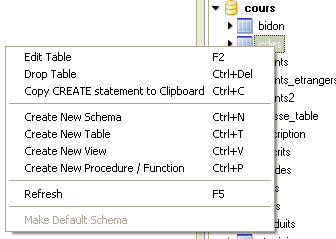 cours
bidon
cdes
Edit Table F2
Drop Table Ctrl+Del
Copy CREATE statement to Clipboard Ctrl+C
Create New Schema Ctrl+N
Create New Table Ctrl+T
Create New View Ctrl+V
Create New Procedure / Function Ctrl+P
Refresh F5
Make Default Schema
nts
nts_etrangers
nts2
sse_table
ription
rits
des
s
duits